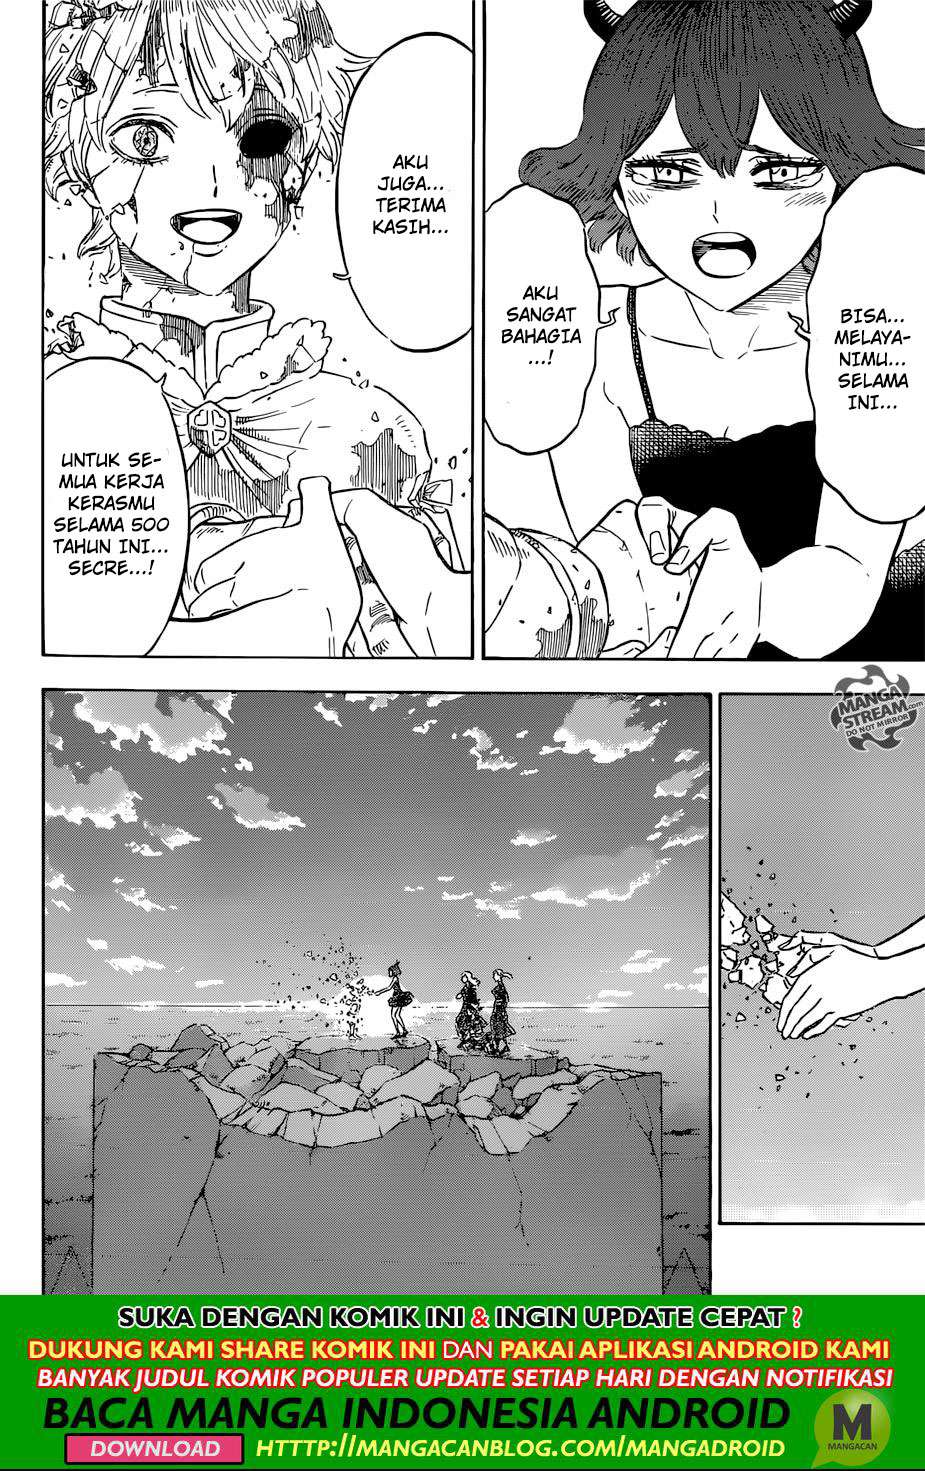 BISA...
MELAYA-
NIMU...
SELAMA
INI...
AKU
SANGAT
BAHAGIA
...!
AKU
JUGA...
TERIMA
KASIH...
UNTUK SE-
MUA KERJA
KERASMU
SELAMA 500
TAHUN INI...
SECRE...!
MANGA
STREAM.com
DO NOT MIRROR
SUKA DENGAN KOMIK INI & INGIN UPDATE CEPAT ?
DUKUNG KAMI SHARE KOMIK INI DAN PAKAI APLIKASI ANDROID KAMI
BANYAK JUDUL KOMIK POPULER UPDATE SETIAP HARI DENGAN NOTIFIKASI
BACA MANGA INDONESIA ANDROID
DOWNLOAD HTTTP://MANGACANBLOG.COM/MANGADROID
M
MANGACAN